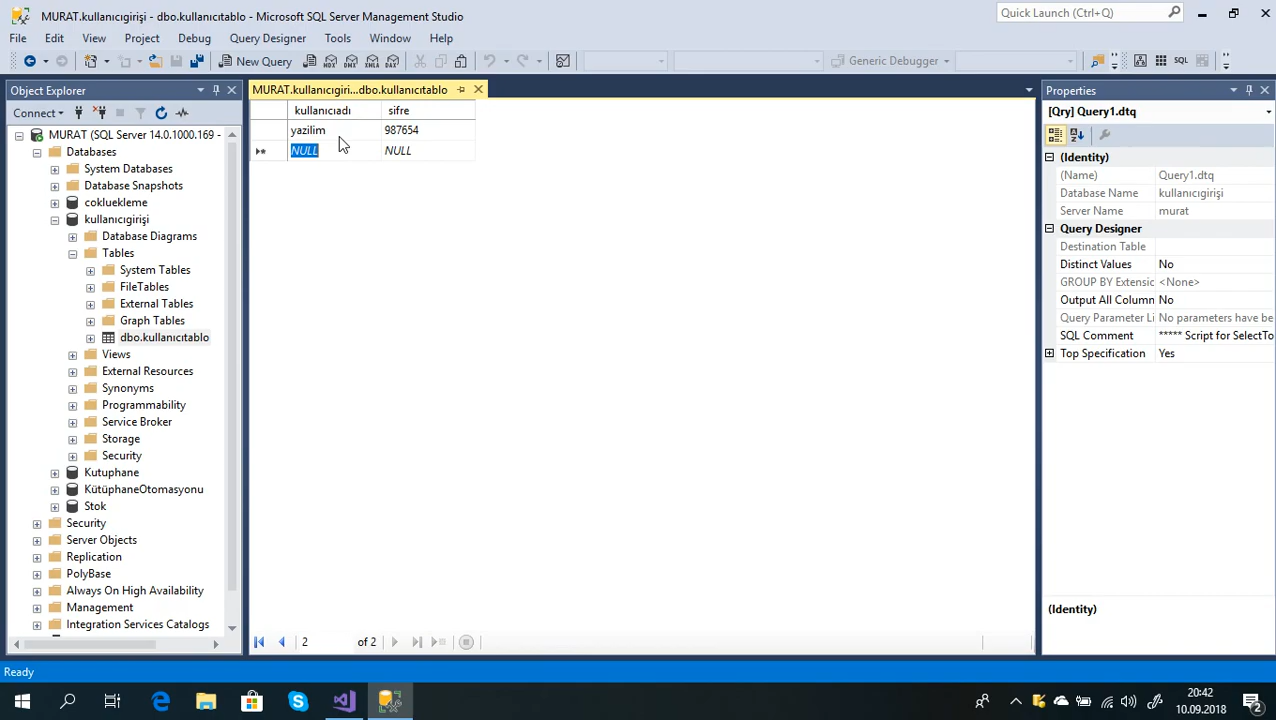 MURAT.kullanıcıgirişi - dbo.kullanıcıtablo - Microsoft SQL Server Management Studio
Quick Launch (Ctrl+Q)
File Edit View Project Debug Query Designer Tools Window Help
New Query
MDX DMX XMLA DAX
Generic Debugger
SQL
Object Explorer
Connect
MURAT (SQL Server 14.0.1000.169 -
Databases
System Databases
Database Snapshots
cokluekleme
kullanıcıgirişi
Database Diagrams
Tables
System Tables
FileTables
External Tables
Graph Tables
dbo.kullanıcıtablo
Views
External Resources
Synonyms
Programmability
Service Broker
Storage
Security
Kutuphane
KütüphaneOtomasyonu
Stok
Security
Server Objects
Replication
PolyBase
Always On High Availability
Management
Integration Services Catalogs
MURAT.kullanıcıgiri...dbo.kullanıcıtablo
kullanıcıadı sifre
yazilim 987654
NULL NULL
2 of 2
Properties
[Qry] Query1.dtq
(Identity)
(Name) Query1.dtq
Database Name kullanıcıgirişi
Server Name murat
Query Designer
Destination Table
Distinct Values No
GROUP BY Extensic <None>
Output All Column No
Query Parameter Li No parameters have be
SQL Comment ***** Script for SelectTo
Top Specification Yes
(Identity)
Ready
20:42
10.09.2018
2